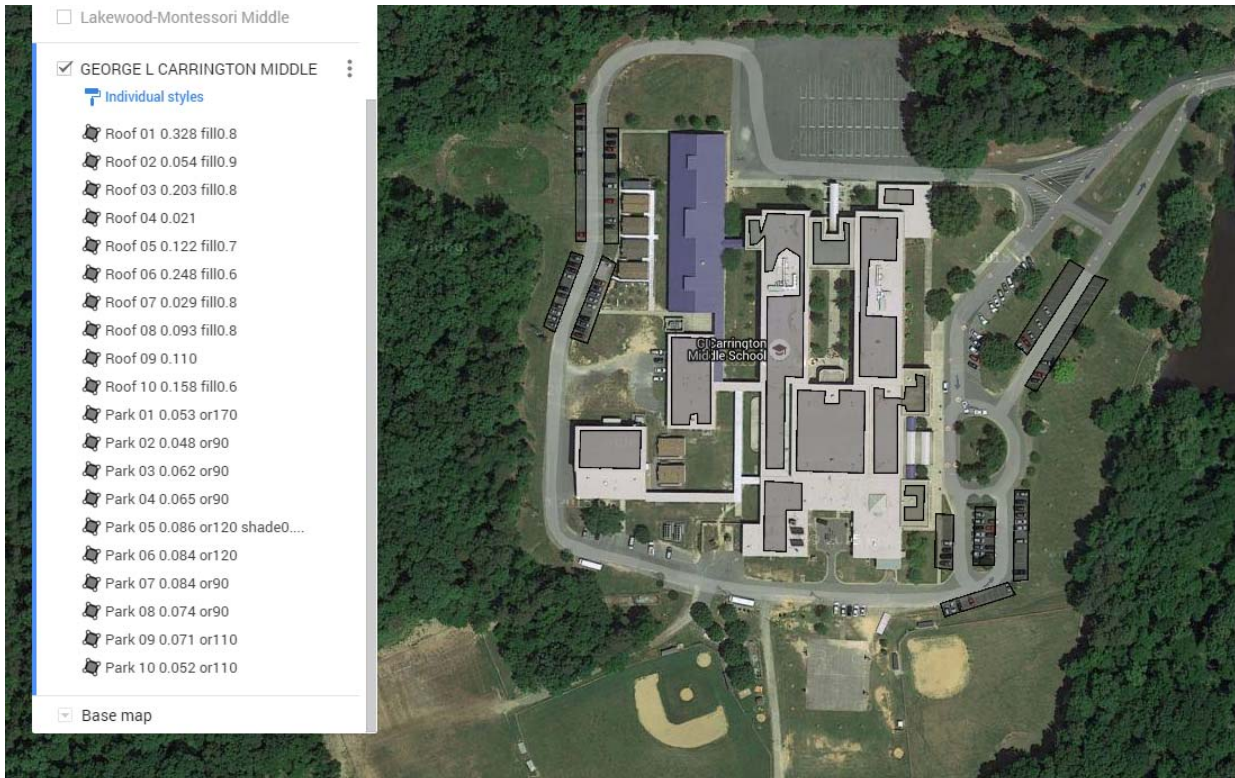 Lakewood-Montessori Middle
GEORGE L CARRINGTON MIDDLE
Individual styles
Roof 01 0.328 fill0.8
Roof 02 0.054 fill0.9
Roof 03 0.203 fill0.8
Roof 04 0.021
Roof 05 0.122 fill0.7
Roof 06 0.248 fill0.6
Roof 07 0.029 fill0.8
Roof 08 0.093 fill0.8
Roof 09 0.110
Roof 10 0.158 fill0.6
Park 01 0.053 or170
Park 02 0.048 or90
Park 03 0.062 or90
Park 04 0.065 or90
Park 05 0.086 or120 shade0....
Park 06 0.084 or120
Park 07 0.084 or90
Park 08 0.074 or90
Park 09 0.071 or110
Park 10 0.052 or110
Base map
Middle School